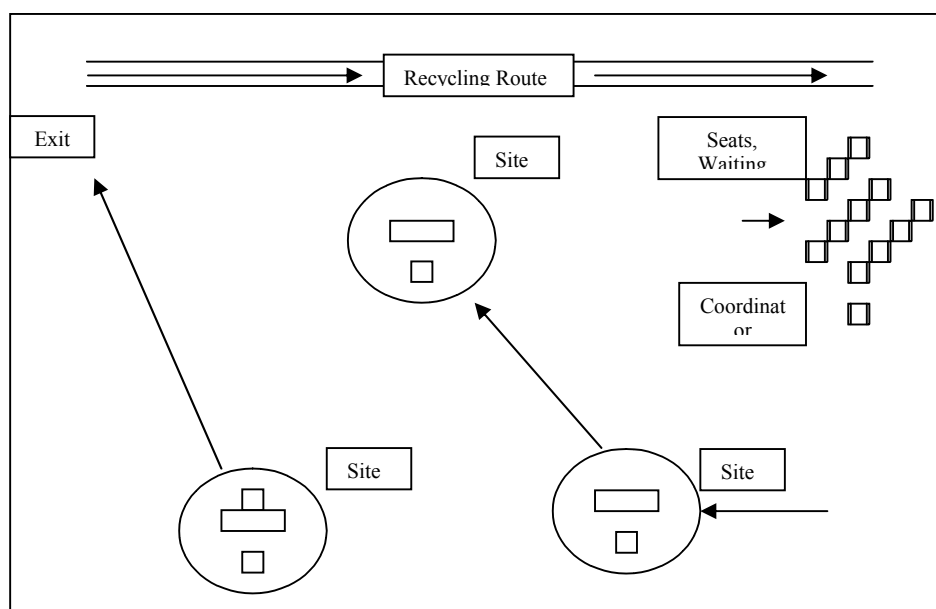 Recycling Route
Exit
Site
Seats,
Waiting
Coordinat
or
Site
Site